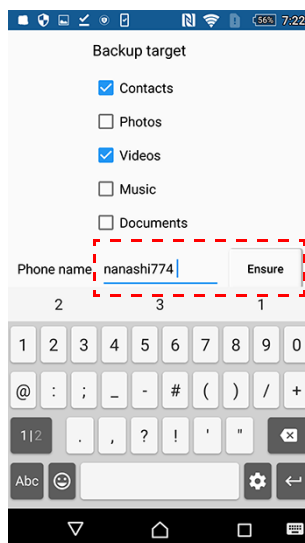 56% 7:22
Backup target
Contacts
Photos
Videos
Music
Documents
Phone name nanashi774 Ensure
2 3 1
1 2 3 4 5 6 7 8 9 0
@ : ; _ - # ( ) / +
1|2 . , ? ! ' "
Abc